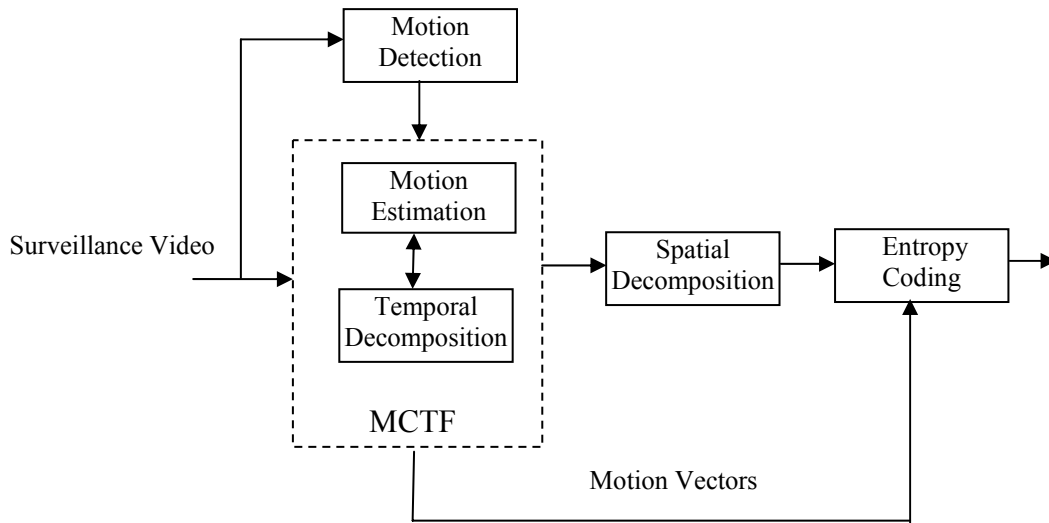 Motion
Detection
Motion
Estimation
Surveillance Video
Spatial
Decomposition
Entropy
Coding
Temporal
Decomposition
MCTF
Motion Vectors